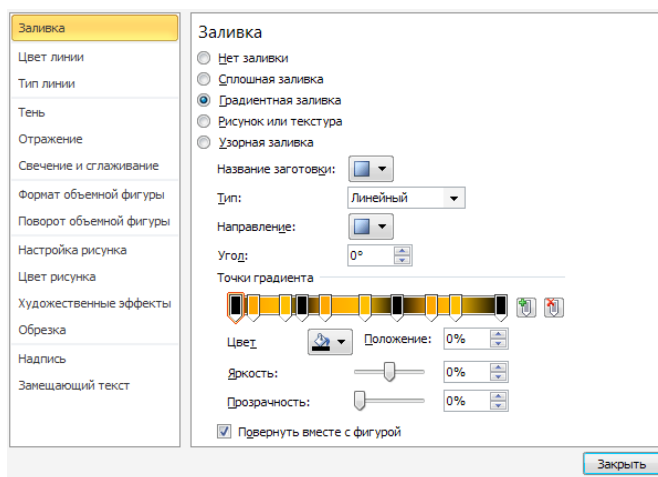 Заливка
Цвет линии
Тип линии
Тень
Отражение
Свечение и сглаживание
Формат объемной фигуры
Поворот объемной фигуры
Настройка рисунка
Цвет рисунка
Художественные эффекты
Обрезка
Надпись
Замещающий текст
Заливка
Нет заливки
Сплошная заливка
Градиентная заливка
Рисунок или текстура
Узорная заливка
Название заготовки:
Тип: Линейный
Направление:
Угол: 0°
Точки градиента
Цвет Положение: 0%
Яркость: 0%
Прозрачность: 0%
Повернуть вместе с фигурой
Закрыть